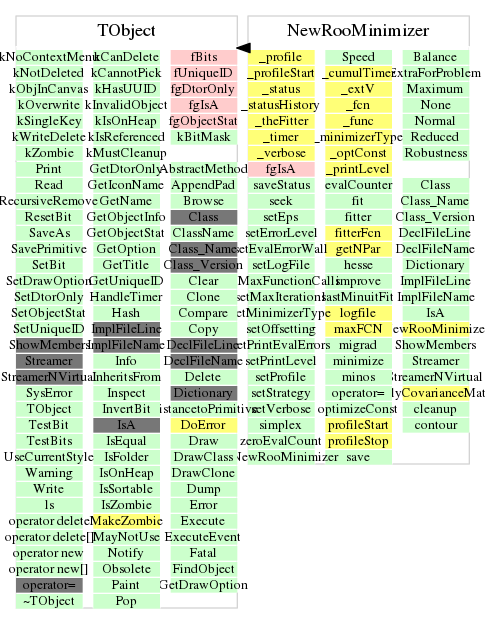 TObject
kNoContextMenu kCanDelete fBits
kNotDeleted kCannotPick fUniqueID
kObjInCanvas kHasUUID fgDtorOnly
kOverwrite kInvalidObject fgIsA
kSingleKey kIsOnHeap fgObjectStat
kWriteDelete kIsReferenced kBitMask
kZombie kMustCleanup
Print GetDtorOnly AbstractMethod
Read GetIconName AppendPad
RecursiveRemove GetName Browse
ResetBit GetObjectInfo Class
SaveAs GetObjectStat ClassName
SavePrimitive GetOption Class_Name
SetBit GetTitle Class_Version
SetDrawOption GetUniqueID Clear
SetDtorOnly HandleTimer Clone
SetObjectStat Hash Compare
SetUniqueID ImplFileLine Copy
ShowMembers ImplFileName DeclFileLine
Streamer Info DeclFileName
StreamerNVirtual InheritsFrom Delete
SysError Inspect Dictionary
TObject InvertBit istancetoPrimitive
TestBit IsA DoError
TestBits IsEqual Draw
UseCurrentStyle IsFolder DrawClass
Warning IsOnHeap DrawClone
Write IsSortable Dump
ls IsZombie Error
operator delete MakeZombie Execute
operator delete[] MayNotUse ExecuteEvent
operator new Notify Fatal
operator new[] Obsolete FindObject
operator= Paint GetDrawOption
~TObject Pop
NewRooMinimizer
_profile Speed Balance
_profileStart _cumulTimer ExtraForProblem
_status _extV Maximum
_statusHistory _fcn None
_theFitter _func Normal
_timer _minimizerType Reduced
_verbose _optConst Robustness
fgIsA _printLevel
saveStatus evalCounter Class
seek fit Class_Name
setEps fitter Class_Version
setErrorLevel fitterFcn DeclFileLine
setEvalErrorWall getNPar DeclFileName
setLogFile hesse Dictionary
MaxFunctionCalls improve ImplFileLine
setMaxIterations lastMinuitFit ImplFileName
etMinimizerType logfile IsA
setOffsetting maxFCN ewRooMinimize
etPrintEvalErrors migrad ShowMembers
setPrintLevel minimize Streamer
setProfile minos StreamerNVirtual
setStrategy operator= lyCovarianceMat
setVerbose optimizeConst cleanup
simplex profileStart contour
zeroEvalCount profileStop
NewRooMinimizer save